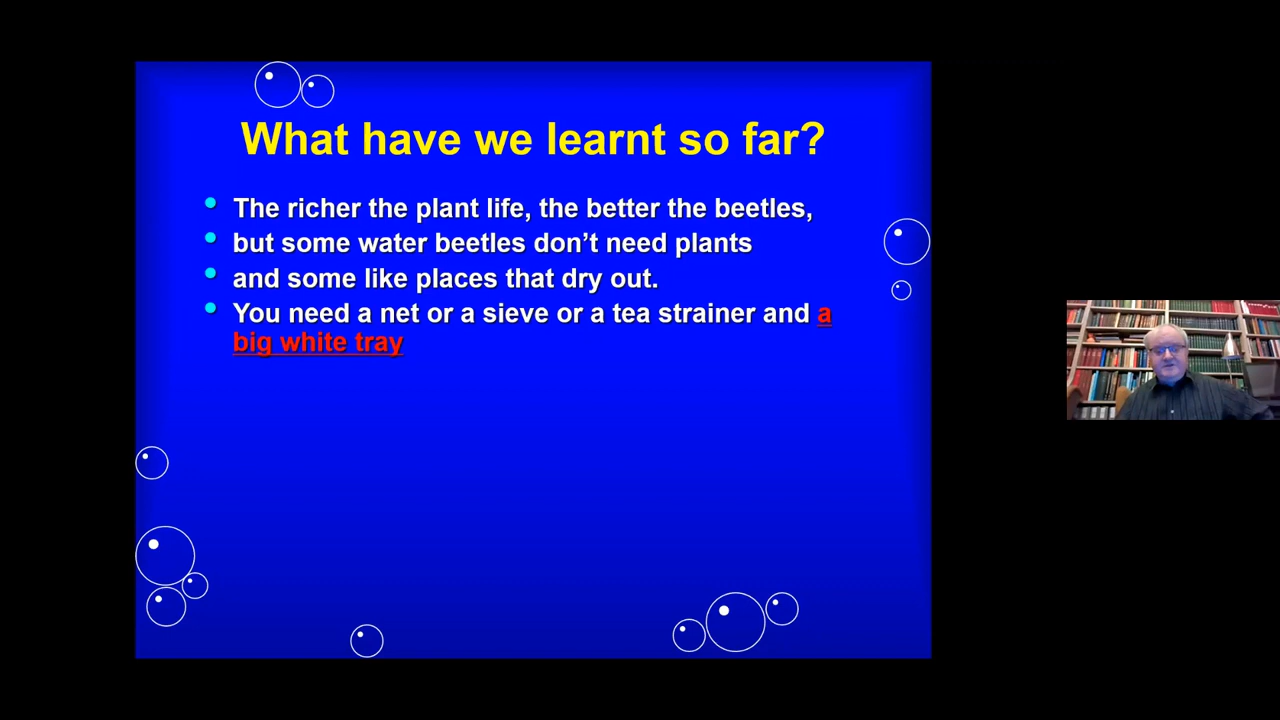 What have we learnt so far?
The richer the plant life, the better the beetles,
but some water beetles don’t need plants
and some like places that dry out.
You need a net or a sieve or a tea strainer and a
big white tray